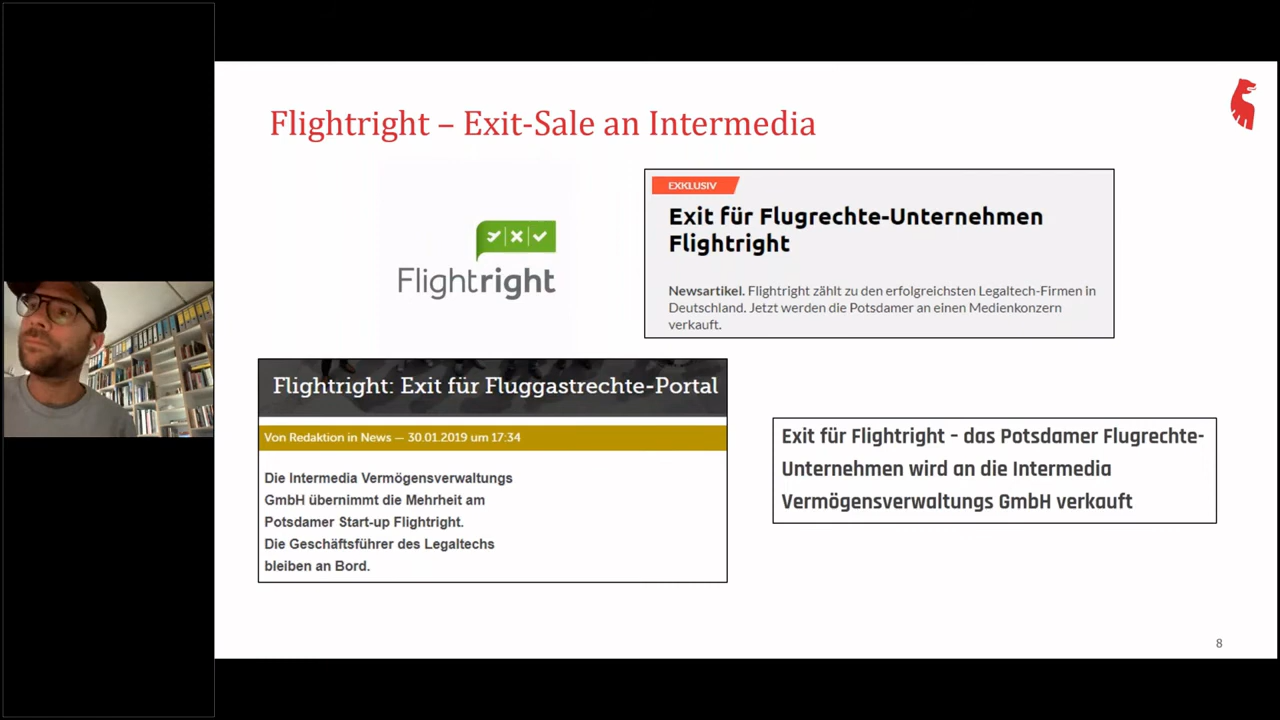 Flightright – Exit-Sale an Intermedia
Flightright
EXKLUSIV
Exit für Flugrechte-Unternehmen
Flightright
Newsartikel. Flightright zählt zu den erfolgreichsten Legaltech-Firmen in
Deutschland. Jetzt werden die Potsdamer an einen Medienkonzern
verkauft.
Flightright: Exit für Fluggastrechte-Portal
Von Redaktion in News — 30.01.2019 um 17:34
Die Intermedia Vermögensverwaltungs
GmbH übernimmt die Mehrheit am
Potsdamer Start-up Flightright.
Die Geschäftsführer des Legaltechs
bleiben an Bord.
Exit für Flightright – das Potsdamer Flugrechte-
Unternehmen wird an die Intermedia
Vermögensverwaltungs GmbH verkauft
8